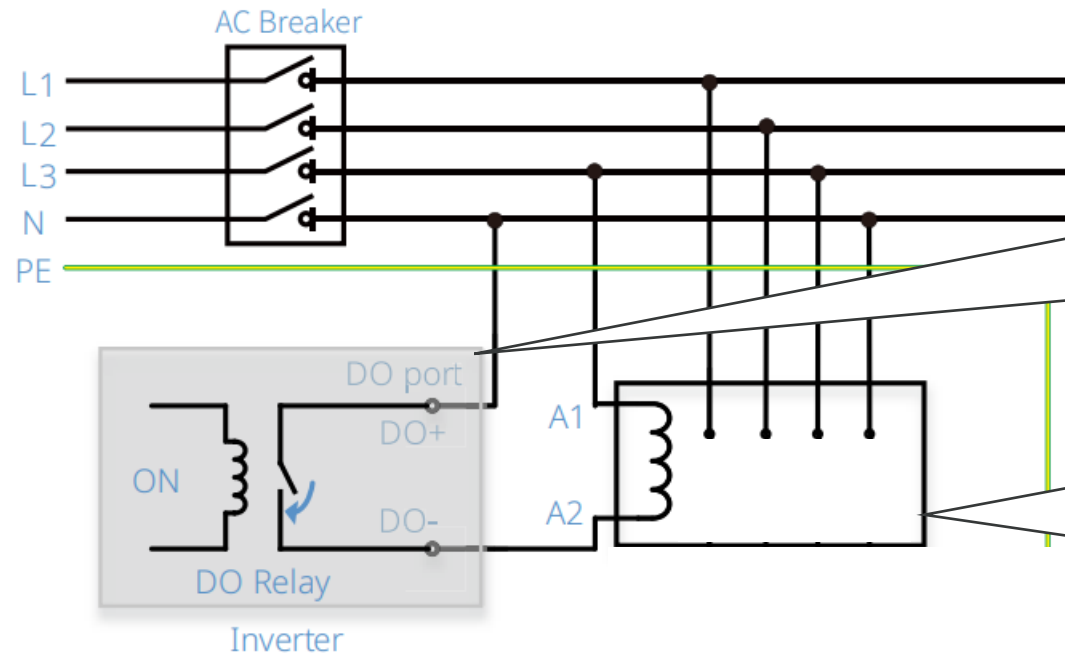 AC Breaker
L1
L2
L3
N
PE
DO port
DO+
A1
ON
A2
DO-
DO Relay
Inverter